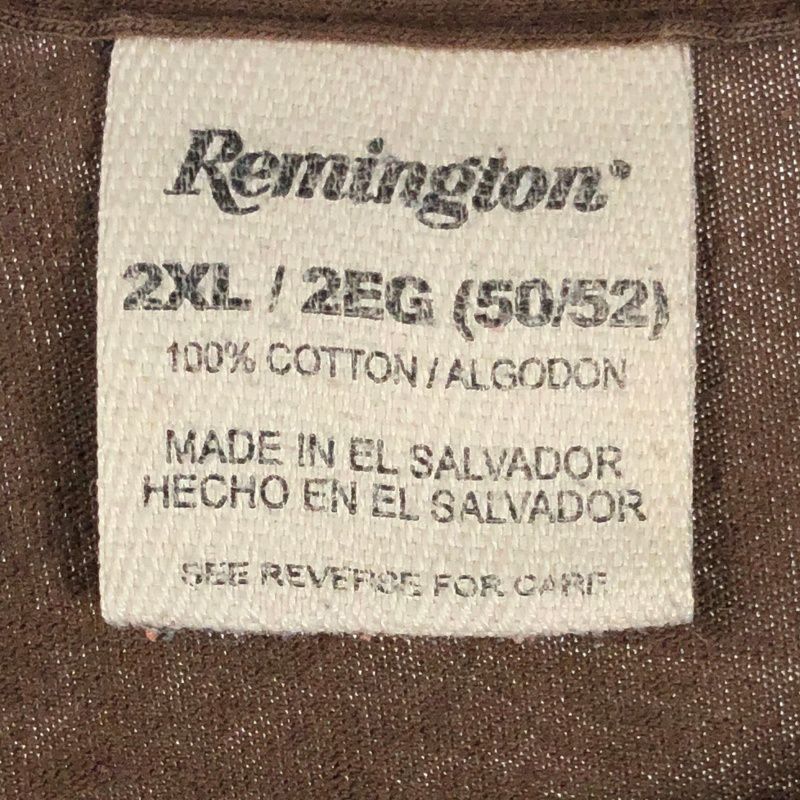 Remington®
2XL / 2EG (50/52)
100% COTTON / ALGODON
MADE IN EL SALVADOR
HECHO EN EL SALVADOR
SEE REVERSE FOR CARE